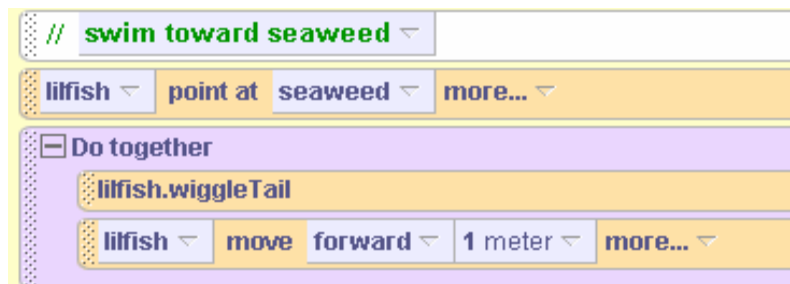 // swim toward seaweed
lilfish point at seaweed more...
Do together
lilfish.wiggleTail
lilfish move forward 1 meter more...